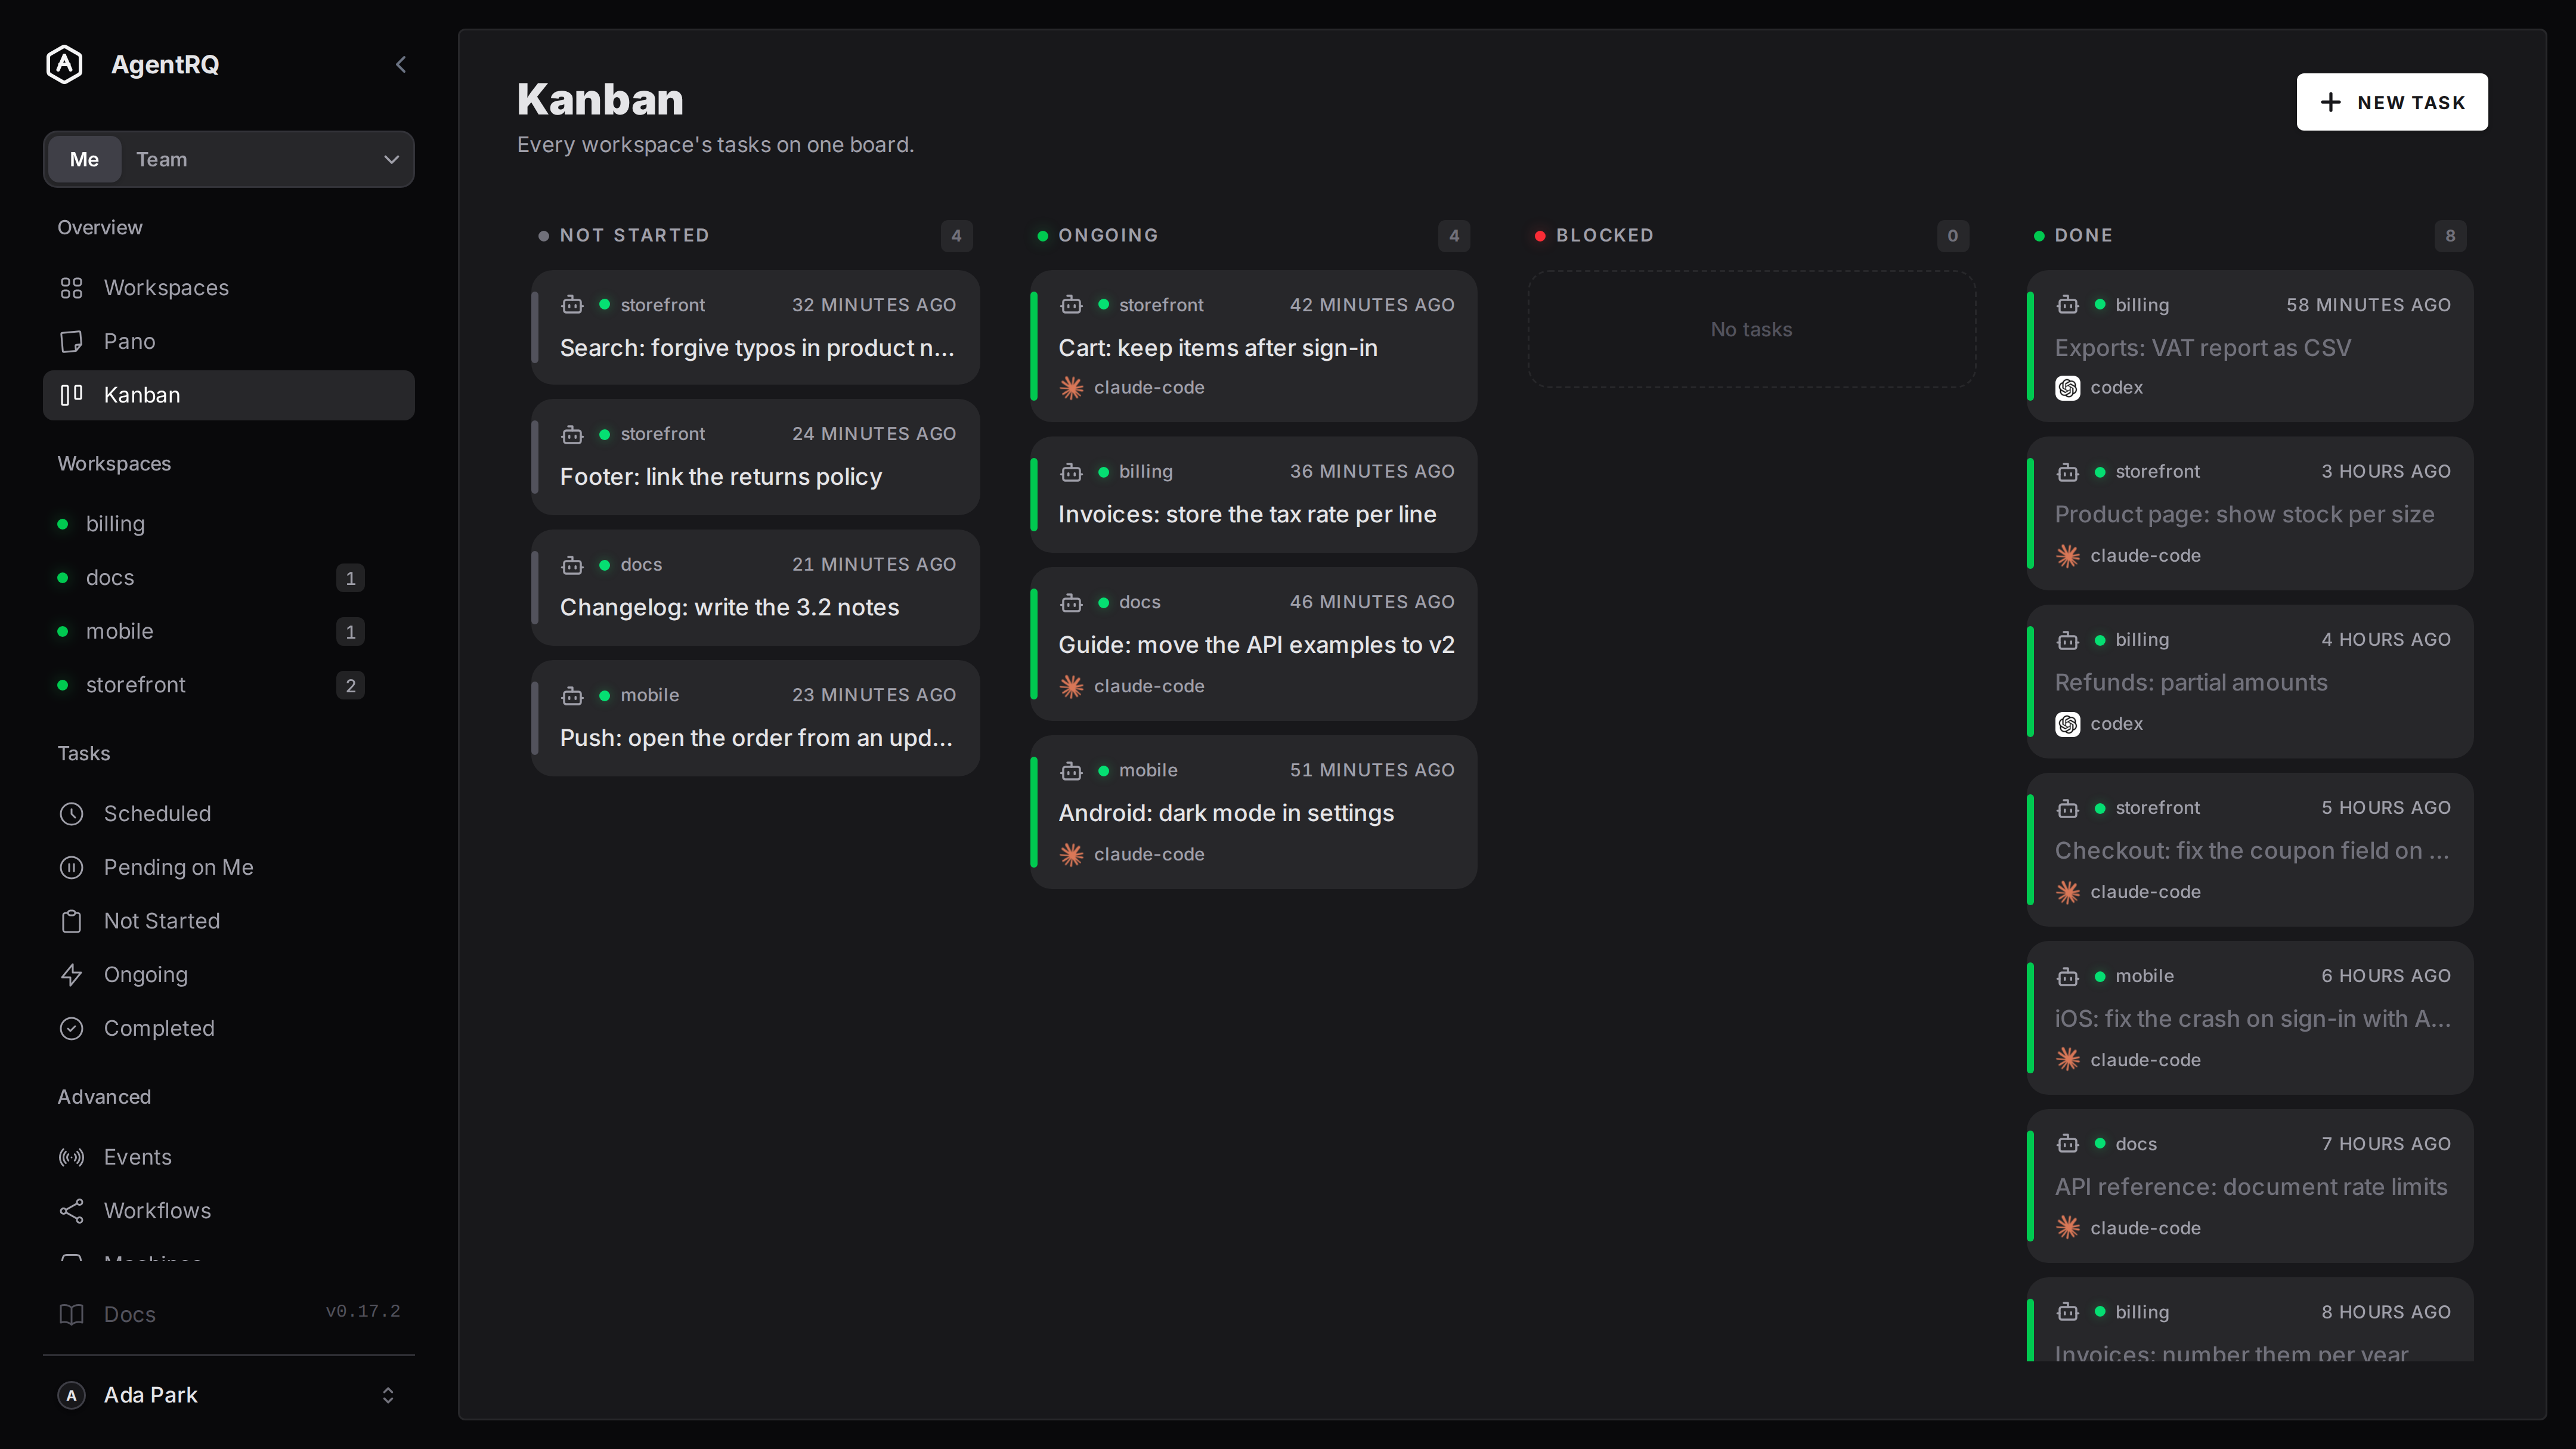 AgentRQ
Me Team
Overview
Workspaces
Pano
Kanban
Workspaces
billing
docs 1
mobile 1
storefront 2
Tasks
Scheduled
Pending on Me
Not Started
Ongoing
Completed
Advanced
Events
Workflows
Machines
Docs v0.17.2
A Ada Park
Kanban
Every workspace's tasks on one board.
NEW TASK
NOT STARTED 4
storefront 32 MINUTES AGO
Search: forgive typos in product n...
storefront 24 MINUTES AGO
Footer: link the returns policy
docs 21 MINUTES AGO
Changelog: write the 3.2 notes
mobile 23 MINUTES AGO
Push: open the order from an upd...
ONGOING 4
storefront 42 MINUTES AGO
Cart: keep items after sign-in
claude-code
billing 36 MINUTES AGO
Invoices: store the tax rate per line
docs 46 MINUTES AGO
Guide: move the API examples to v2
claude-code
mobile 51 MINUTES AGO
Android: dark mode in settings
claude-code
BLOCKED 0
No tasks
DONE 8
billing 58 MINUTES AGO
Exports: VAT report as CSV
codex
storefront 3 HOURS AGO
Product page: show stock per size
claude-code
billing 4 HOURS AGO
Refunds: partial amounts
codex
storefront 5 HOURS AGO
Checkout: fix the coupon field on ...
claude-code
mobile 6 HOURS AGO
iOS: fix the crash on sign-in with A...
claude-code
docs 7 HOURS AGO
API reference: document rate limits
claude-code
billing 8 HOURS AGO
Invoices: number them per year